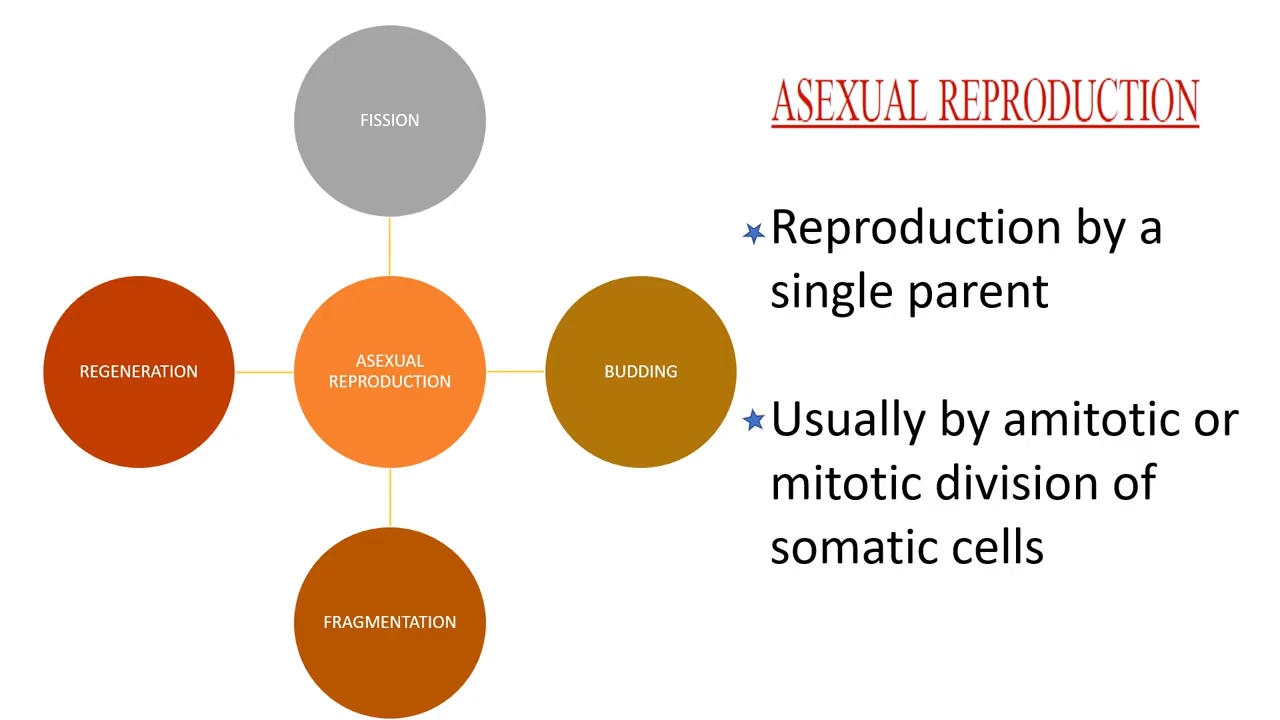 FISSION
REGENERATION
ASEXUAL
REPRODUCTION
BUDDING
FRAGMENTATION
ASEXUAL REPRODUCTION
Reproduction by a
single parent
Usually by amitotic or
mitotic division of
somatic cells